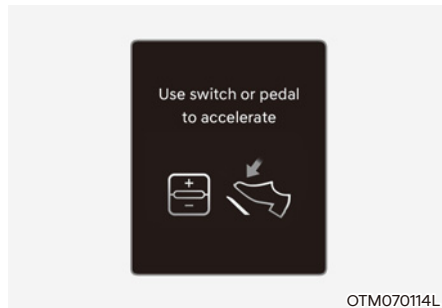 Use switch or pedal
to accelerate
+
−
OTM070114L